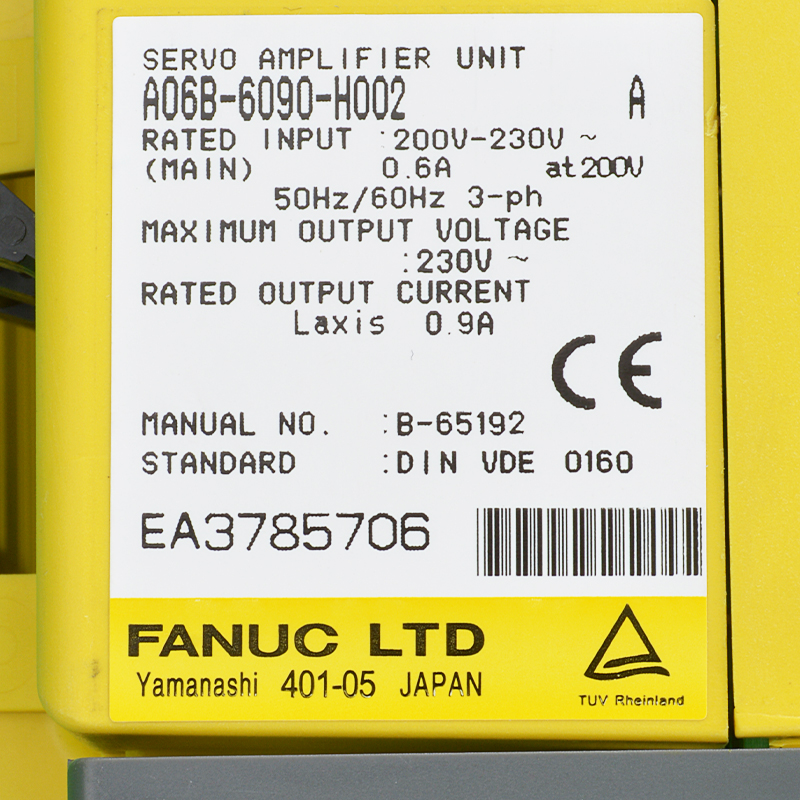 SERVO AMPLIFIER UNIT
A06B-6090-H002 A
RATED INPUT :200V-230V ~
(MAIN) 0.6A at 200V
50Hz/60Hz 3-ph
MAXIMUM OUTPUT VOLTAGE
:230V ~
RATED OUTPUT CURRENT
Laxis 0.9A
CE
MANUAL NO. :B-65192
STANDARD :DIN VDE 0160
EA3785706
FANUC LTD
Yamanashi 401-05 JAPAN
TUV Rheinland